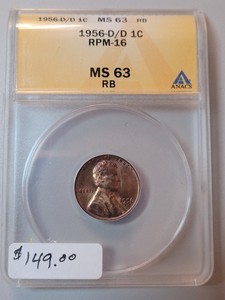 1956-D/D 1C MS 63 RB
1956-D/D 1C
RPM-16
MS 63
RB
ANACS
$149.00